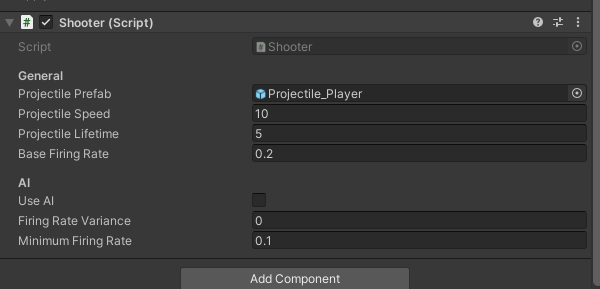 Shooter (Script)
Script Shooter
General
Projectile Prefab Projectile_Player
Projectile Speed 10
Projectile Lifetime 5
Base Firing Rate 0.2
AI
Use AI
Firing Rate Variance 0
Minimum Firing Rate 0.1
Add Component